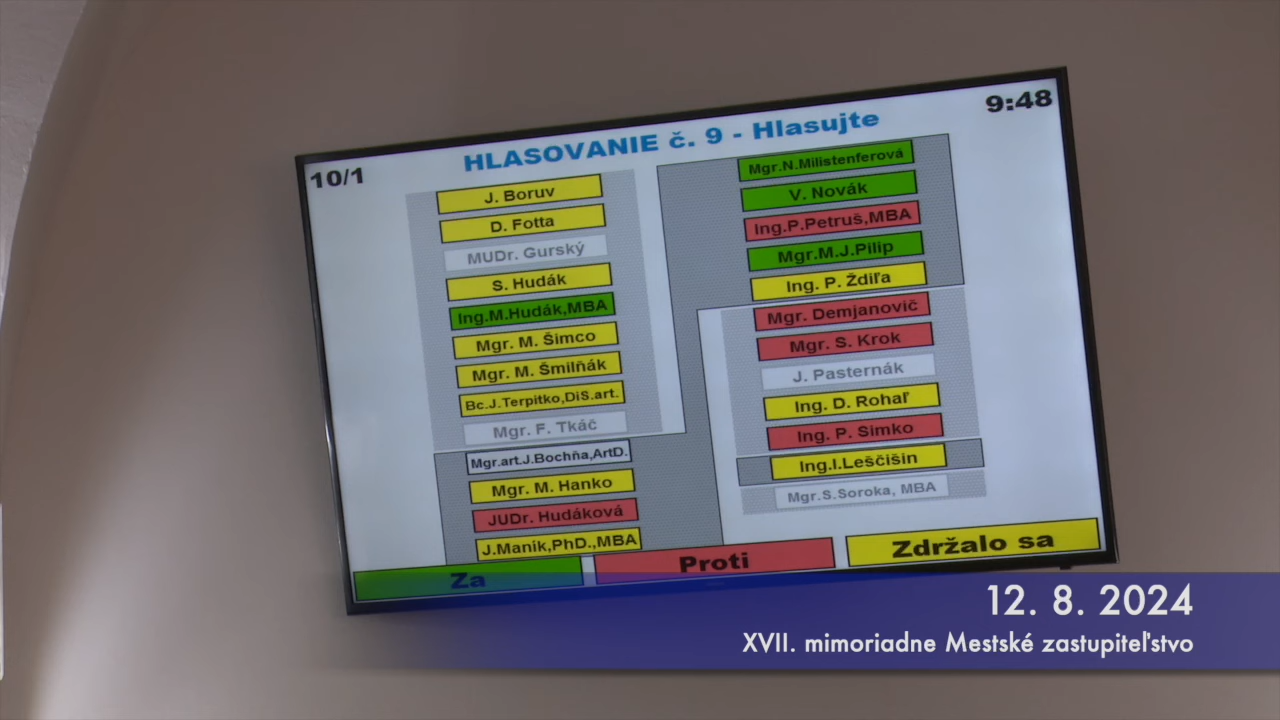 10/1
HLASOVANIE č. 9 - Hlasujte
9:48
J. Boruv
D. Fotta
MUDr. Gurský
S. Hudák
Ing.M.Hudák,MBA
Mgr. M. Šimco
Mgr. M. Šmilňák
Bc.J.Terpitko,DiS.art.
Mgr. F. Tkáč
Mgr.art.J.Bochňa,ArtD.
Mgr. M. Hanko
JUDr. Hudáková
J.Maník,PhD.,MBA
Mgr.N.Milistenferová
V. Novák
Ing.P.Petruš,MBA
Mgr.M.J.Pilip
Ing. P. Ždiľa
Mgr. Demjanovič
Mgr. S. Krok
J. Pasternák
Ing. D. Rohaľ
Ing. P. Simko
Ing.I.Leščišin
Mgr.S.Soroka, MBA
Za
Proti
Zdržalo sa
12. 8. 2024
XVII. mimoriadne Mestské zastupiteľstvo